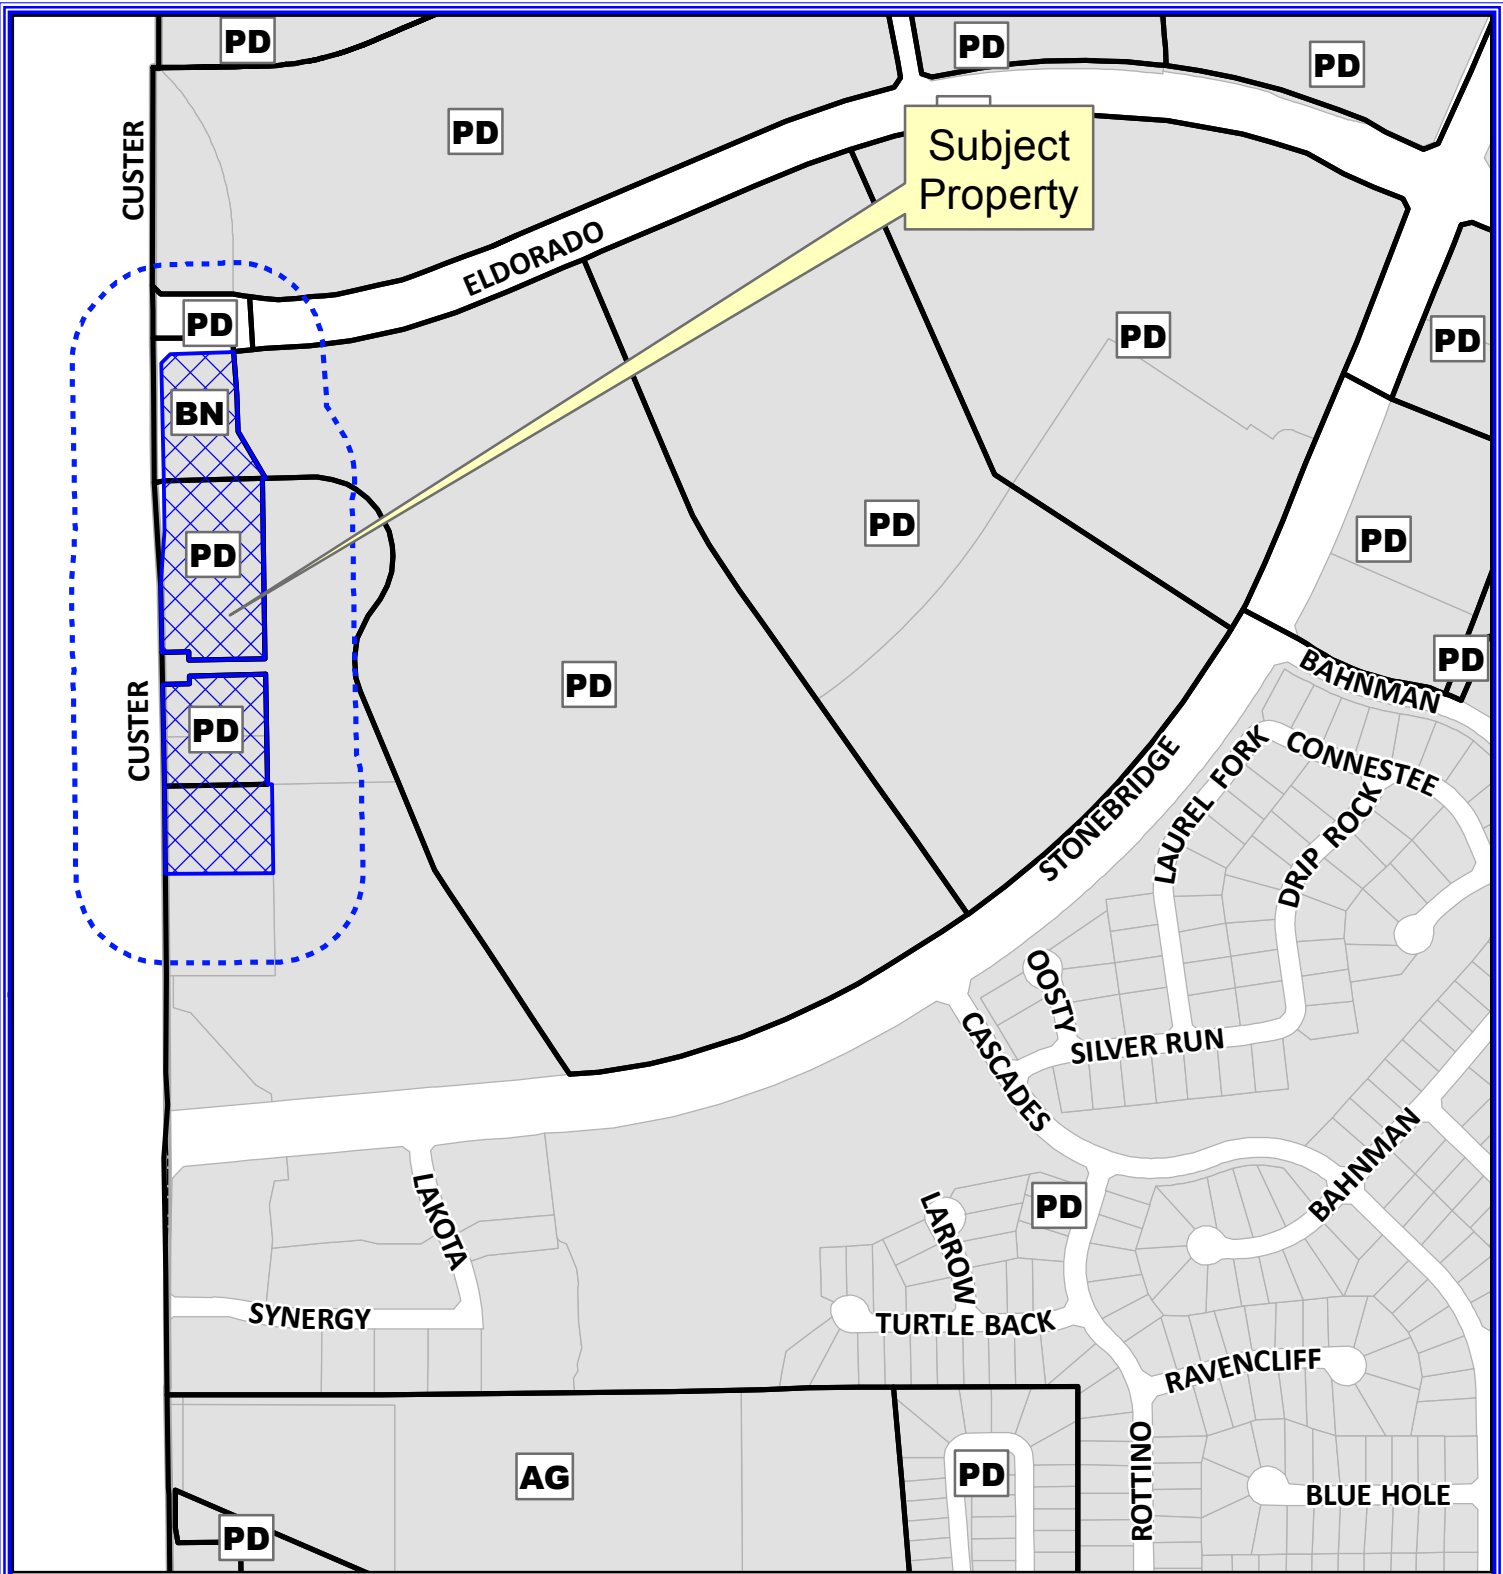 PD
PD
PD
PD
CUSTER
Subject
Property
ELDORADO
PD
PD
PD
BN
PD
PD
PD
PD
PD
BAHNMAN
PD
CUSTER
PD
STONEBRIDGE
LAUREL FORK
CONNESTEE
DRIP ROCK
OOSTY
CASCADES
SILVER RUN
BAHNMAN
LAKOTA
LARROW
PD
SYNERGY
TURTLE BACK
RAVENCLIFF
AG
PD
ROTTINO
BLUE HOLE
PD